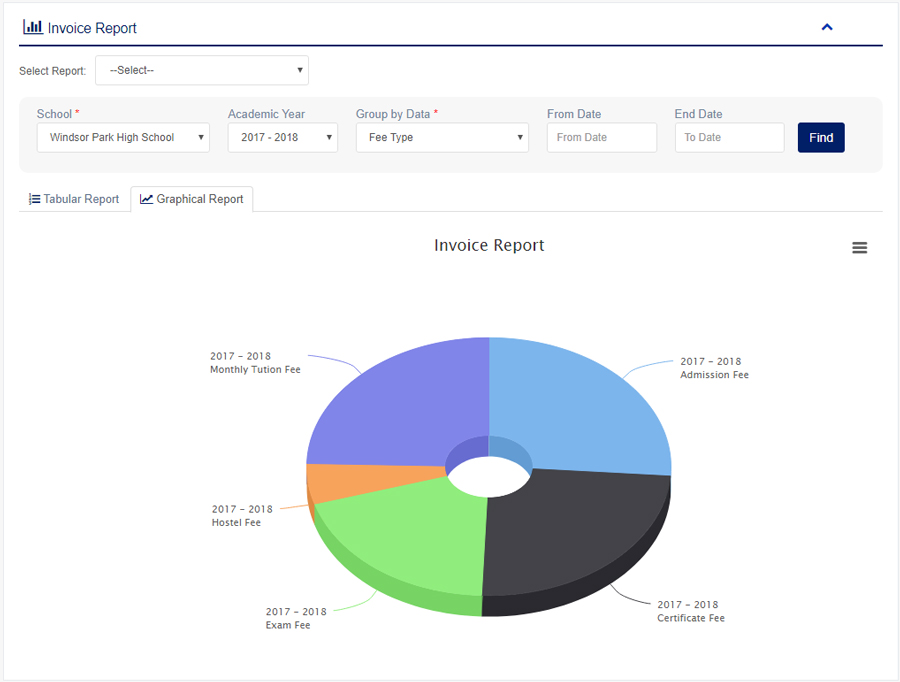 Invoice Report
Select Report: --Select--
School * Academic Year Group by Data * From Date End Date
Windsor Park High School 2017 - 2018 Fee Type From Date To Date Find
Tabular Report Graphical Report
Invoice Report
2017 - 2018
Monthly Tution Fee
2017 - 2018
Admission Fee
2017 - 2018
Hostel Fee
2017 - 2018
Exam Fee
2017 - 2018
Certificate Fee